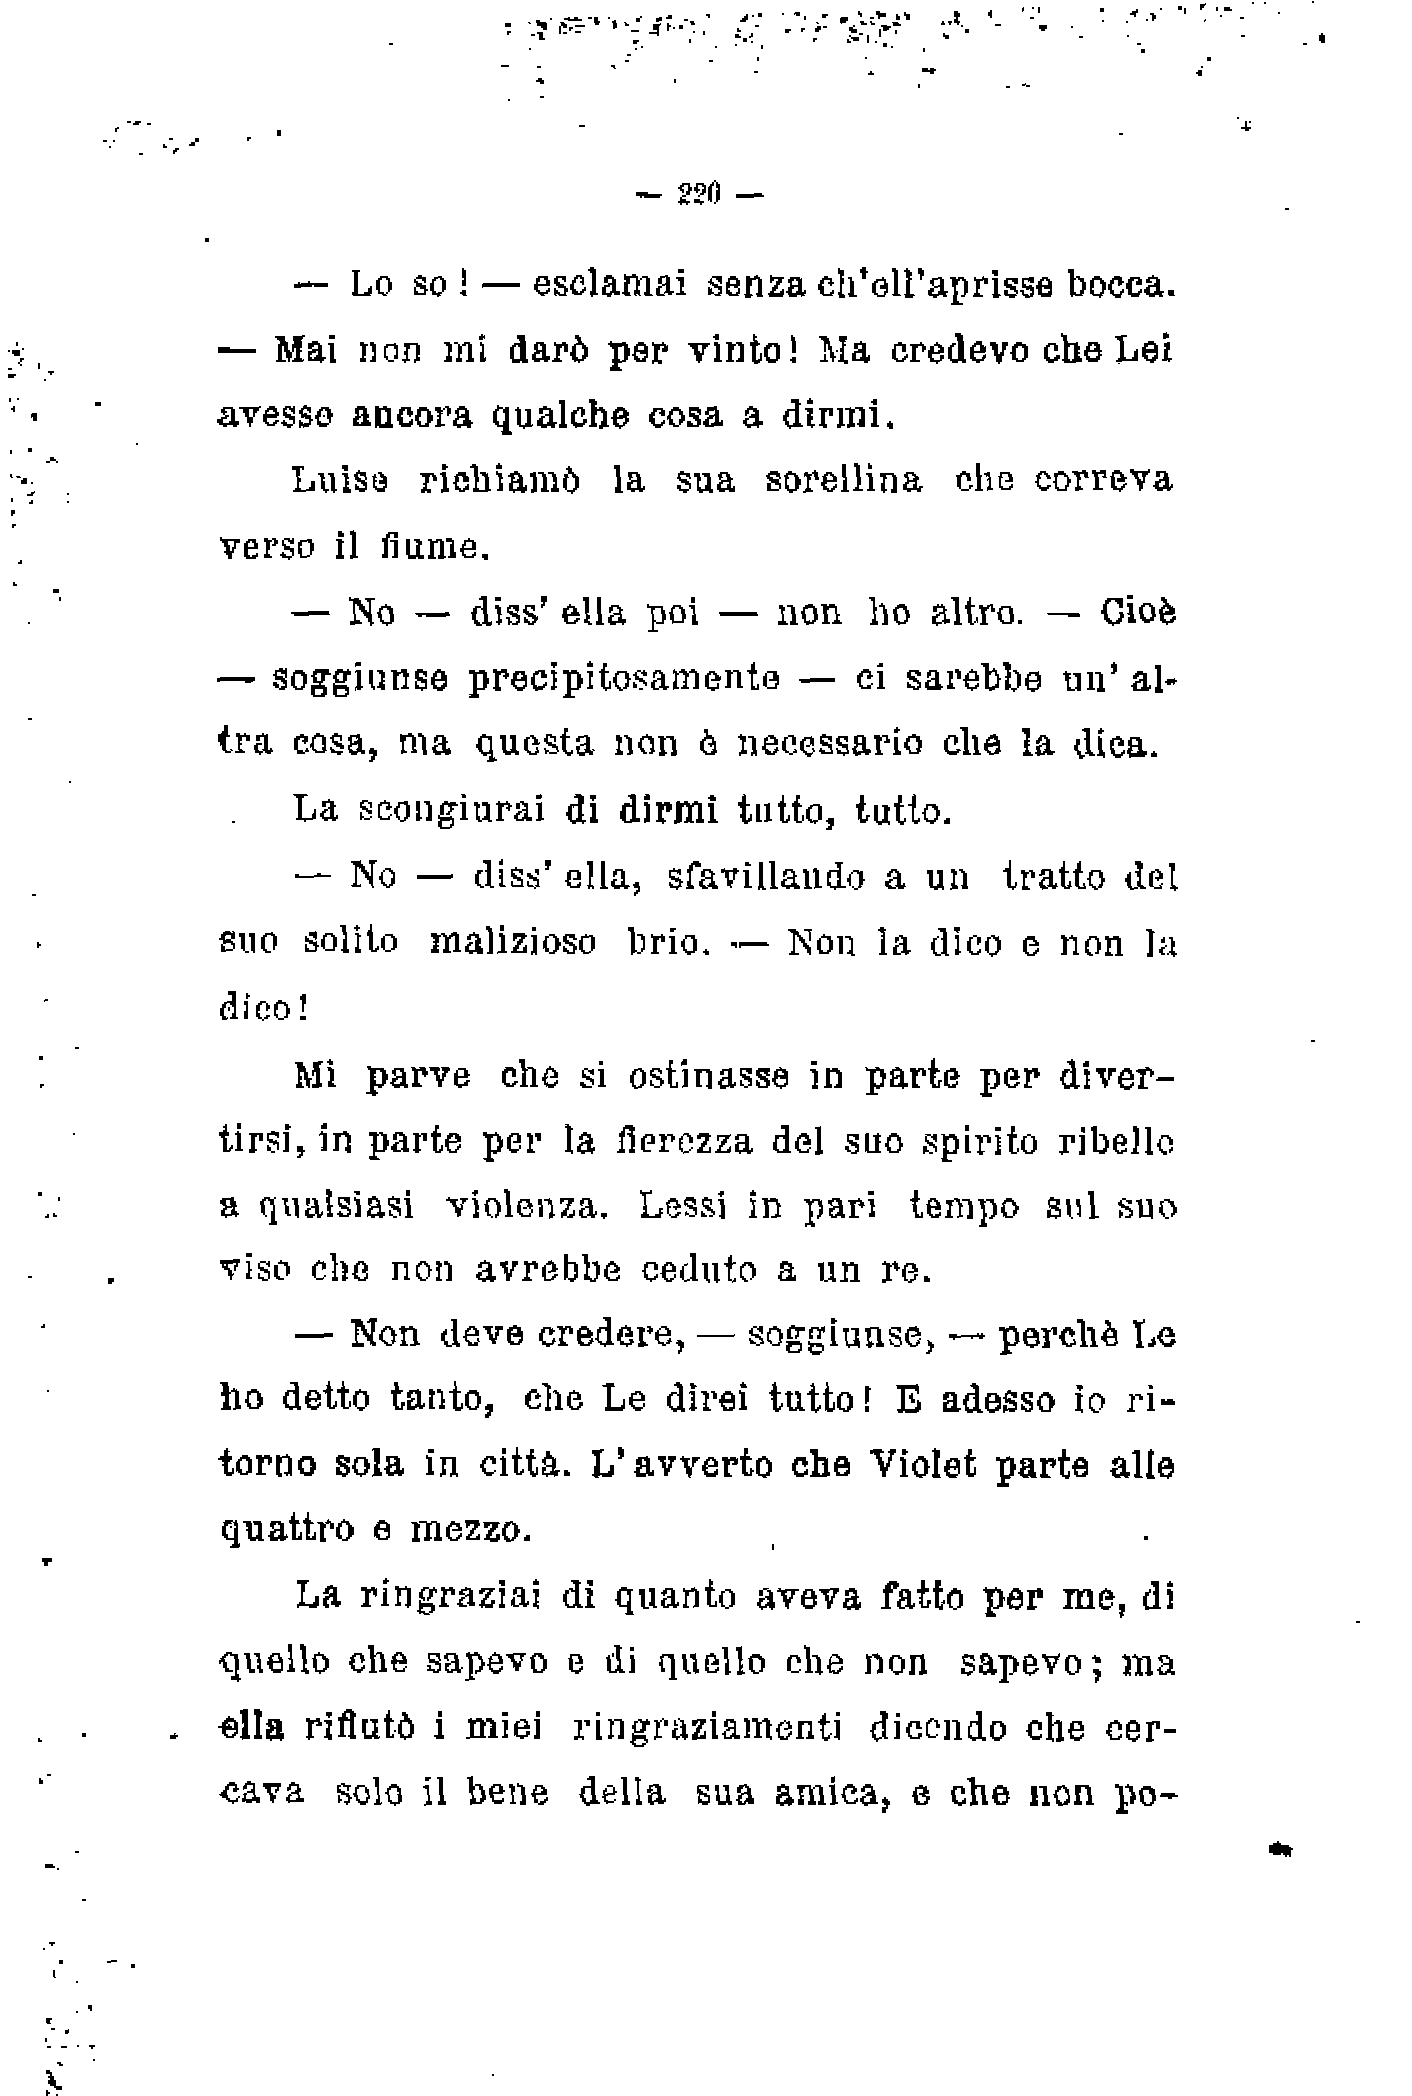 — 220 —
— Lo so! — esclamai senza ch'ell'aprisse bocca.
— Mai non mi darò per vinto! Ma credevo che Lei
avesse ancora qualche cosa a dirmi.
Luise richiamò la sua sorellina che correva
verso il fiume.
— No — diss' ella poi — non ho altro. — Cioè
— soggiunse precipitosamente — ci sarebbe un' al-
tra cosa, ma questa non è necessario che la dica.
La scongiurai di dirmi tutto, tutto.
— No — diss' ella, sfavillando a un tratto del
suo solito malizioso brio. — Non la dico e non la
dico!
Mi parve che si ostinasse in parte per diver-
tirsi, in parte per la fierezza del suo spirito ribelle
a qualsiasi violenza. Lessi in pari tempo sul suo
viso che non avrebbe ceduto a un re.
— Non deve credere, — soggiunse, — perchè Le
ho detto tanto, che Le direi tutto! E adesso io ri-
torno sola in città. L' avverto che Violet parte alle
quattro e mezzo.
La ringraziai di quanto aveva fatto per me, di
quello che sapevo e di quello che non sapevo; ma
ella rifiutò i miei ringraziamenti dicendo che cer-
cava solo il bene della sua amica, e che non po-